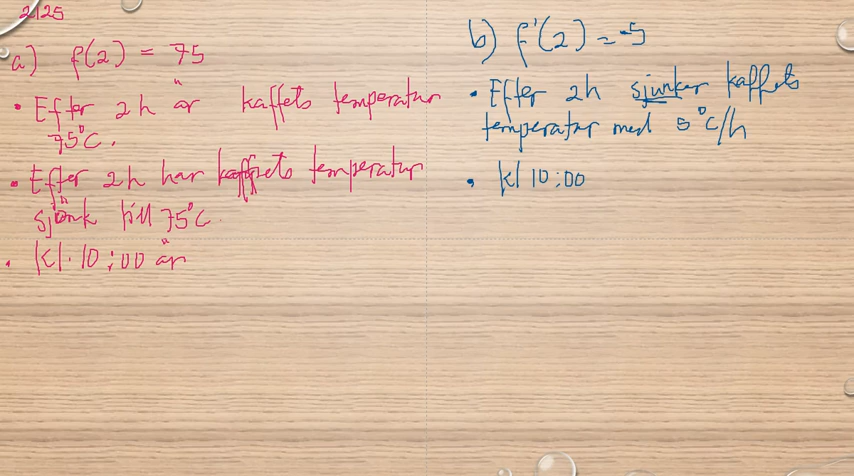 2125
a) f(2) = 75
• Efter 2h är kaffets temperatur
75°C.
• Efter 2h har kaffets temperatur
sjönk till 75°C.
• Kl. 10:00 är
b) f'(2) = -5
• Efter 2h sjunker kaffets
temperatur med 5°C/h
• Kl 10:00